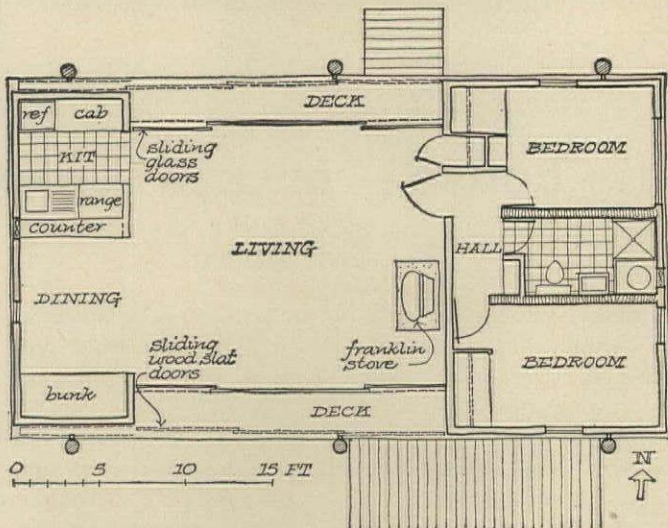 DECK
ref cab
sliding
glass
doors
KIT
BEDROOM
range
counter
LIVING
HALL
DINING
sliding
wood slat
doors
franklin
stove
BEDROOM
bunk
DECK
0 5 10 15 FT
N